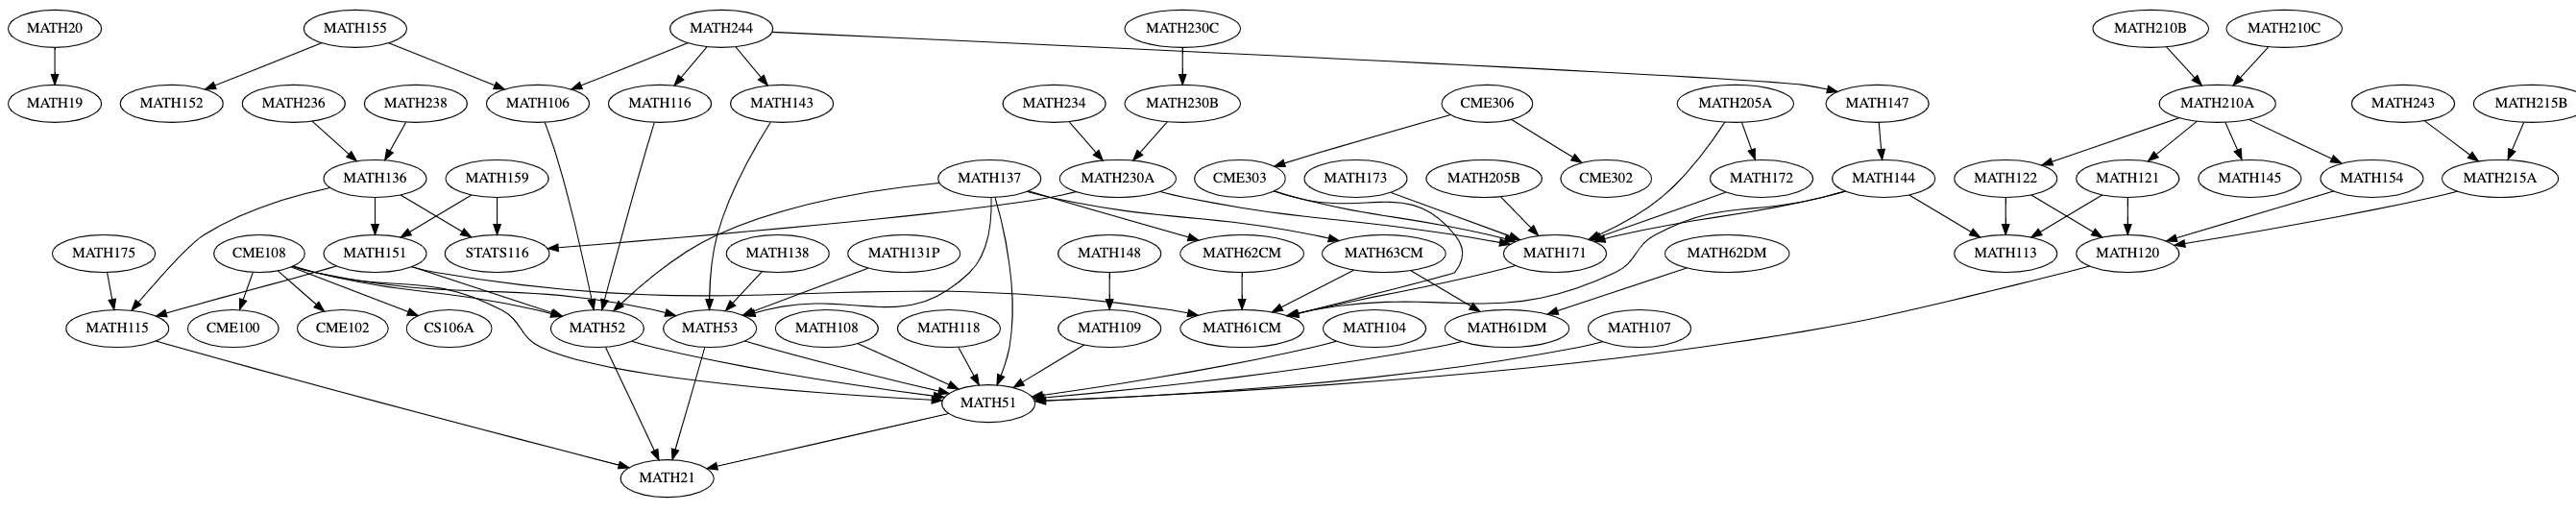 MATH20 MATH155 MATH244 MATH230C MATH210B MATH210C
MATH19 MATH152 MATH236 MATH238 MATH106 MATH116 MATH143 MATH234 MATH230B CME306 MATH205A MATH147 MATH210A MATH243 MATH215B
MATH136 MATH159 MATH137 MATH230A CME303 MATH173 MATH205B CME302 MATH172 MATH144 MATH122 MATH121 MATH145 MATH154 MATH215A
MATH175 CME108 MATH151 STATS116 MATH138 MATH131P MATH148 MATH62CM MATH63CM MATH171 MATH62DM MATH113 MATH120
MATH115 CME100 CME102 CS106A MATH52 MATH53 MATH108 MATH118 MATH109 MATH61CM MATH104 MATH61DM MATH107
MATH51
MATH21